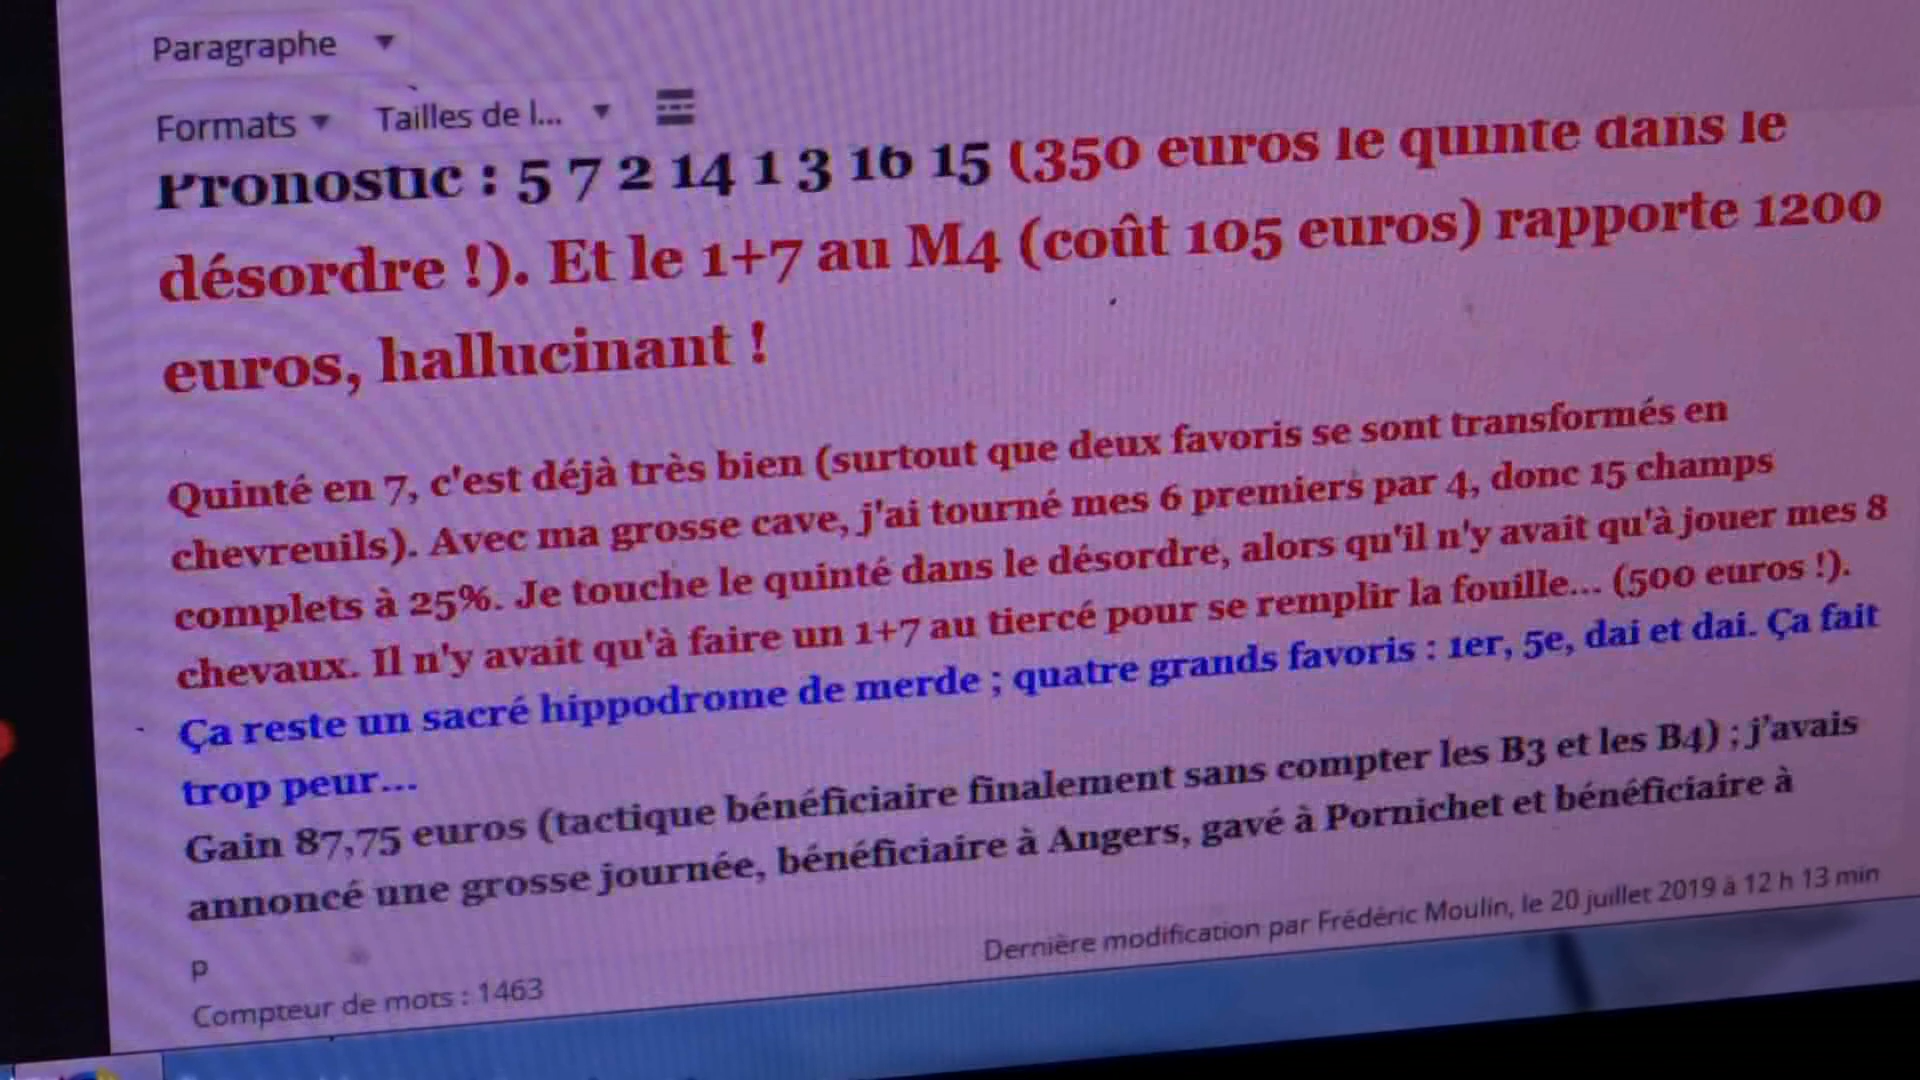 Paragraphe
Formats Tailles de l...
Pronostic : 5 7 2 14 1 3 16 15 (350 euros le quinté dans le
désordre !). Et le 1+7 au M4 (coût 105 euros) rapporte 1200
euros, hallucinant !
Quinté en 7, c'est déjà très bien (surtout que deux favoris se sont transformés en
chevreuils). Avec ma grosse cave, j'ai tourné mes 6 premiers par 4, donc 15 champs
complets à 25%. Je touche le quinté dans le désordre, alors qu'il n'y avait qu'à jouer mes 8
chevaux. Il n'y avait qu'à faire un 1+7 au tiercé pour se remplir la fouille... (500 euros !).
Ça reste un sacré hippodrome de merde ; quatre grands favoris : 1er, 5e, dai et dai. Ça fait
trop peur...
Gain 87,75 euros (tactique bénéficiaire finalement sans compter les B3 et les B4) ; j'avais
annoncé une grosse journée, bénéficiaire à Angers, gavé à Pornichet et bénéficiaire à
p
Compteur de mots : 1463
Dernière modification par Frédéric Moulin, le 20 juillet 2019 à 12 h 13 min